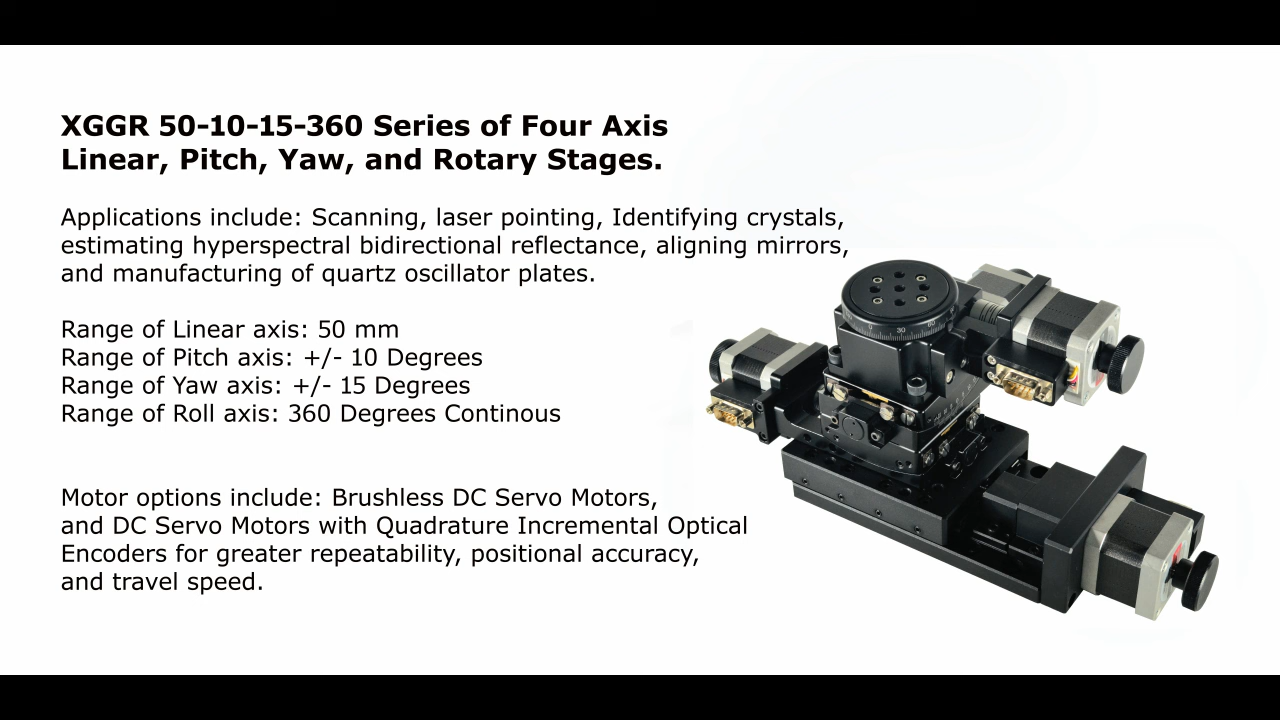 XGGR 50-10-15-360 Series of Four Axis
Linear, Pitch, Yaw, and Rotary Stages.
Applications include: Scanning, laser pointing, Identifying crystals,
estimating hyperspectral bidirectional reflectance, aligning mirrors,
and manufacturing of quartz oscillator plates.
Range of Linear axis: 50 mm
Range of Pitch axis: +/- 10 Degrees
Range of Yaw axis: +/- 15 Degrees
Range of Roll axis: 360 Degrees Continous
Motor options include: Brushless DC Servo Motors,
and DC Servo Motors with Quadrature Incremental Optical
Encoders for greater repeatability, positional accuracy,
and travel speed.
0 30 60